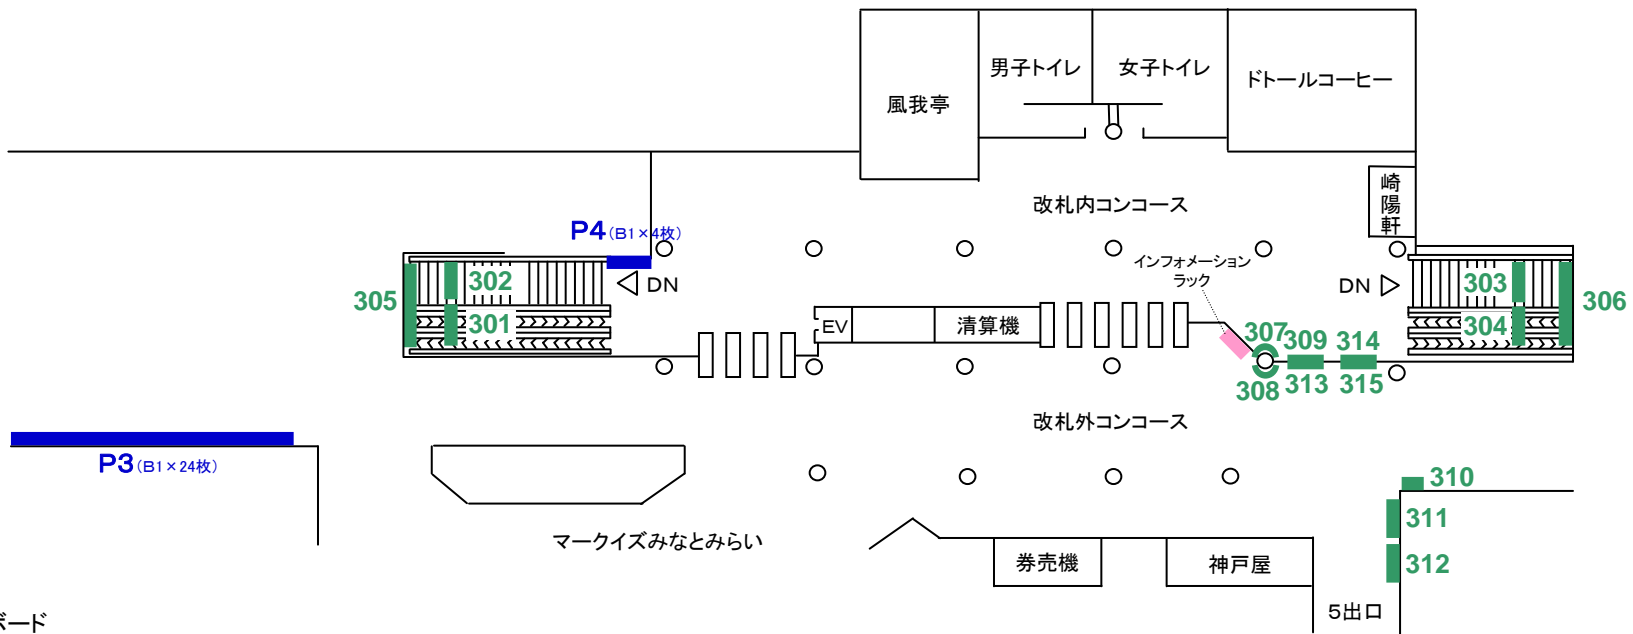 男子トイレ
女子トイレ
ドトールコーヒー
風我亭
崎陽軒
改札内コンコース
P4(B1×4枚)
インフォメーション
ラック
302
DN
DN
303
305
306
301
EV
清算機
304
307
309
314
308
313
315
改札外コンコース
P3(B1×24枚)
310
311
マークイズみなとみらい
券売機
神戸屋
312
5出口
ボード